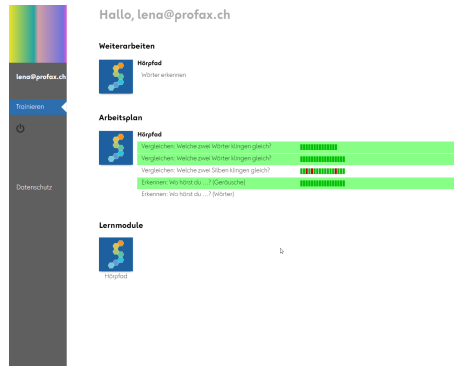 Hallo, lena@profax.ch
Weiterarbeiten
Hörpfad
Wörter erkennen
lena@profax.ch
Trainieren
Datenschutz
Arbeitsplan
Hörpfad
Vergleichen: Welche zwei Wörter klingen gleich?
Vergleichen: Welche zwei Wörter klingen gleich?
Vergleichen: Welche zwei Silben klingen gleich?
Erkennen: Wo hörst du ...? (Geräusche)
Erkennen: Wo hörst du ...? (Wörter)
Lernmodule
Hörpfad